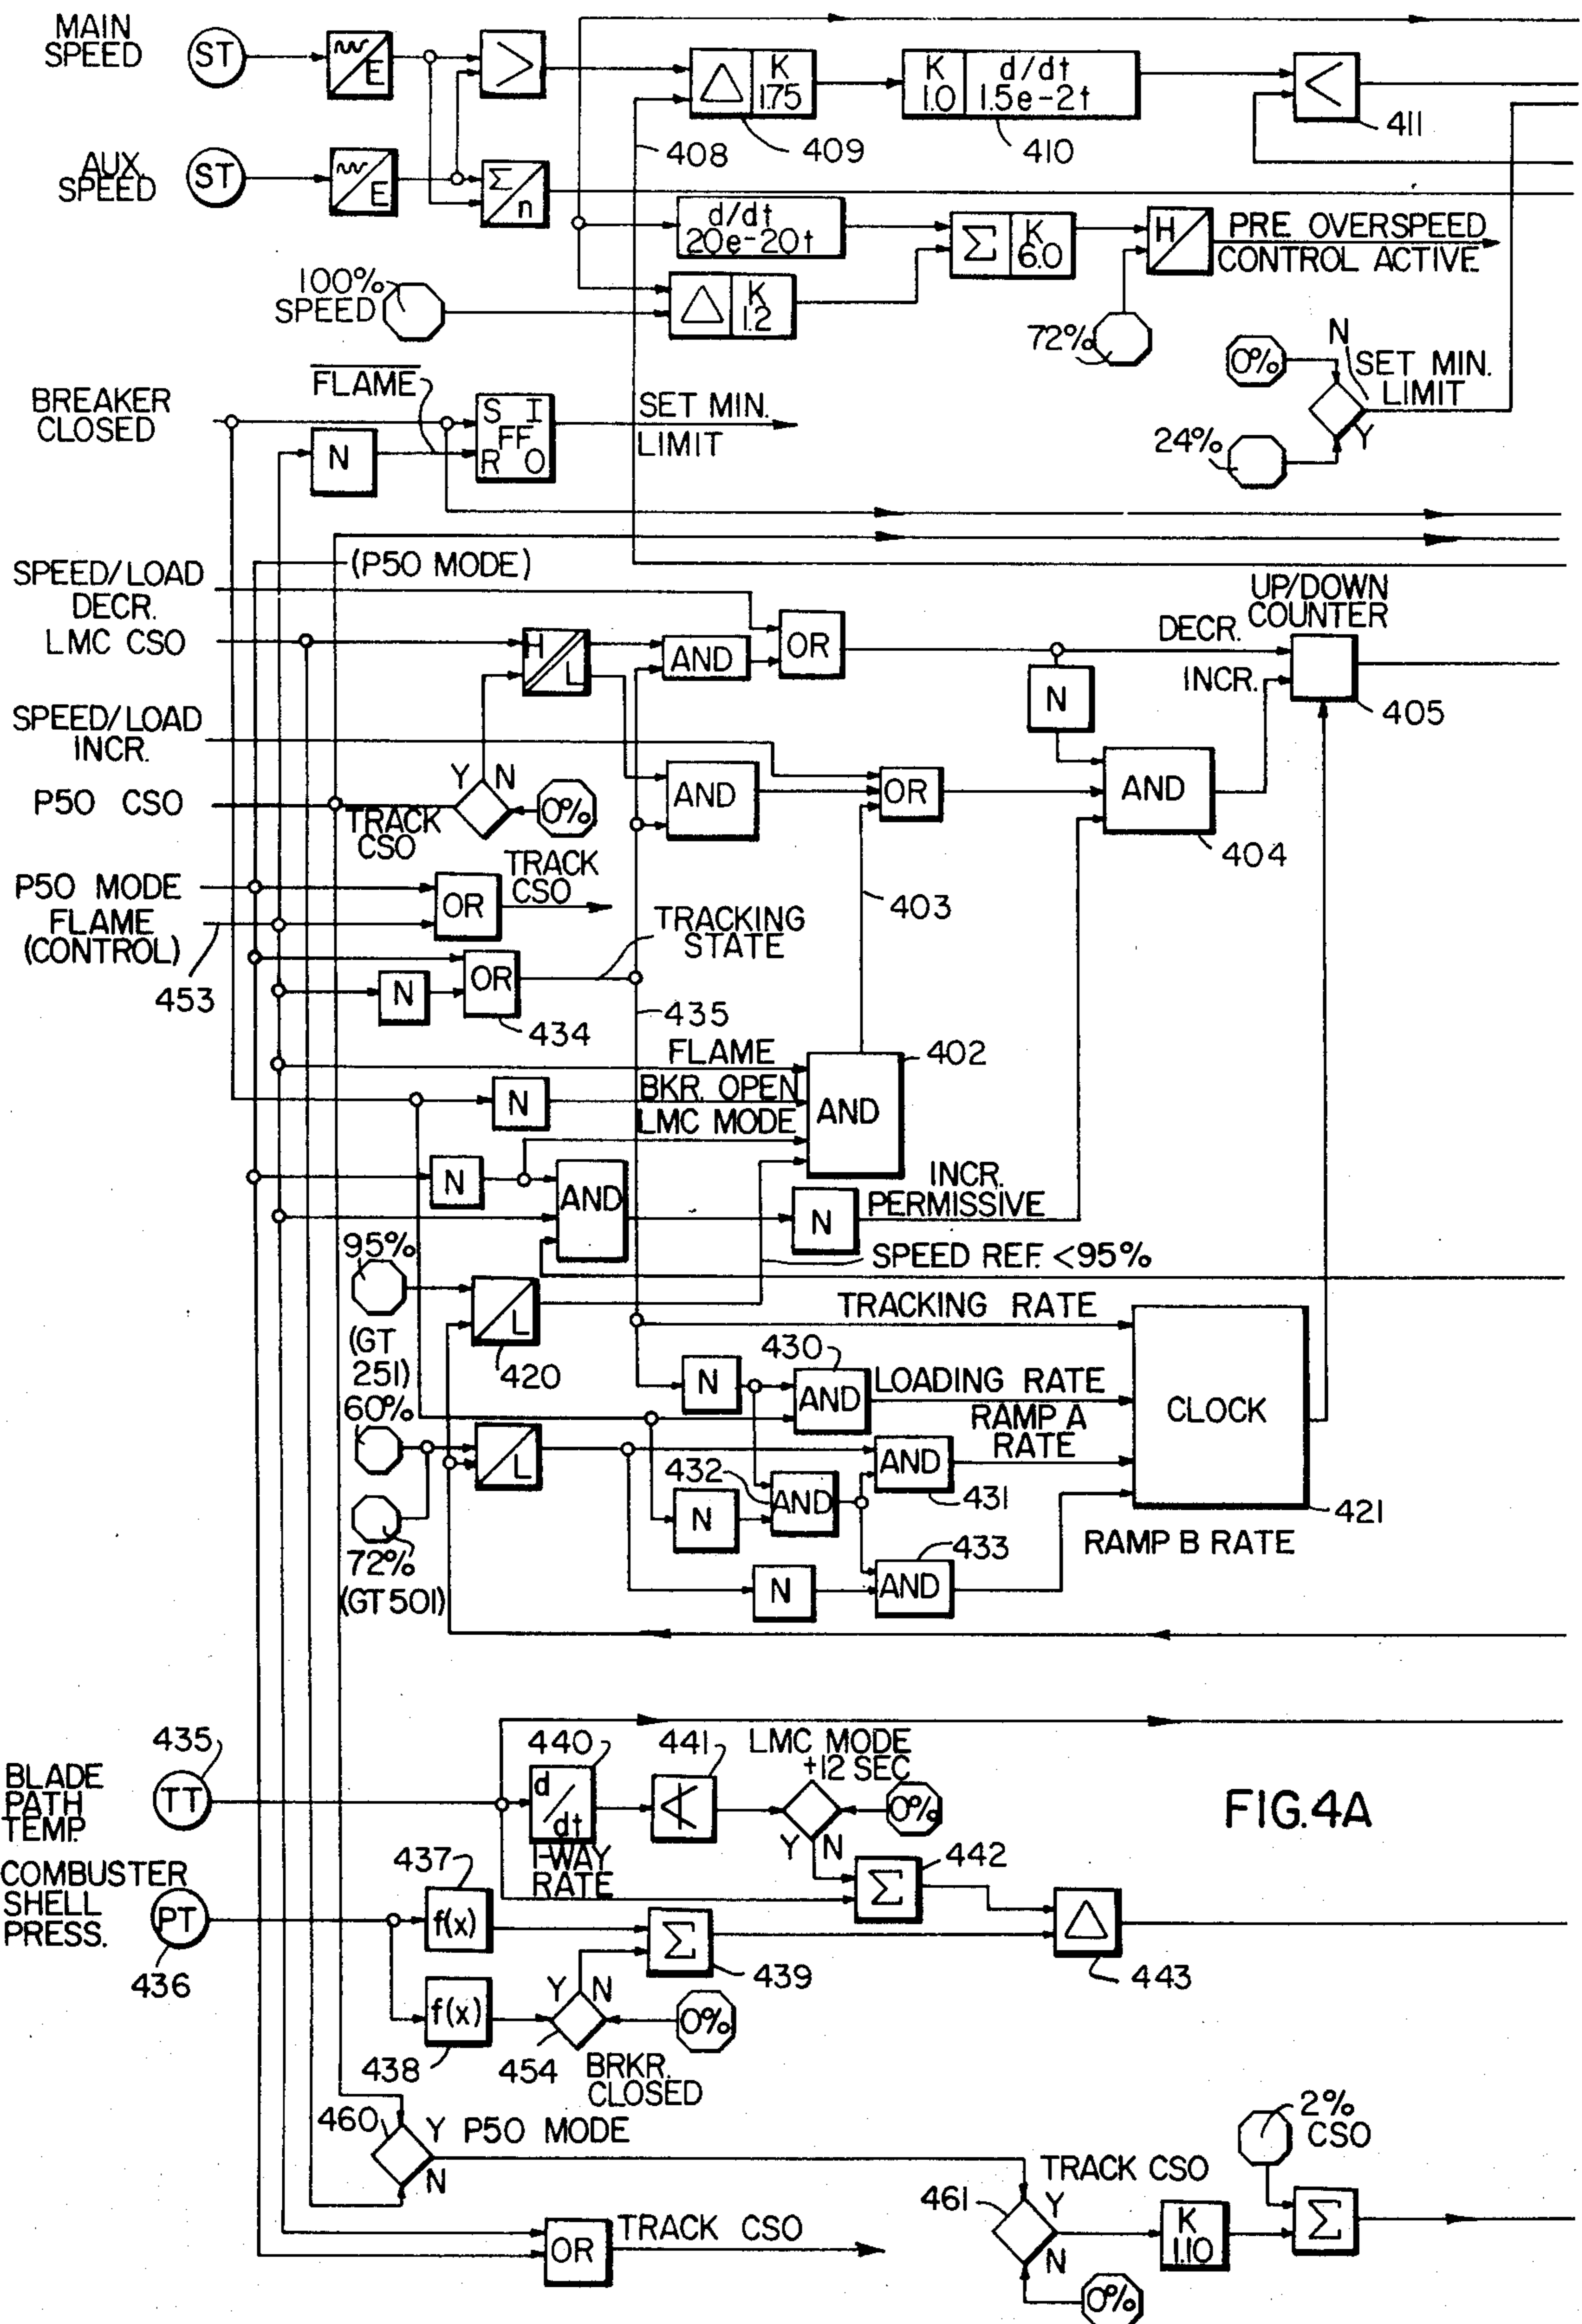 MAIN
SPEED
ST
E
>
K
1.75
K
1.0
d/dt
1.5e-2t
<
411
408
409
410
AUX.
SPEED
ST
E
Σ
n
d/dt
20e-20t
Σ
K
6.0
H
PRE OVERSPEED
CONTROL ACTIVE
100%
SPEED
△
K
1.2
72%
N
0%
SET MIN.
LIMIT
24%
Y
BREAKER
CLOSED
FLAME
N
S I
FF
R O
SET MIN.
LIMIT
(P50 MODE)
SPEED/LOAD
DECR.
LMC CSO
H
L
AND
OR
DECR.
UP/DOWN
COUNTER
N
INCR.
405
SPEED/LOAD
INCR.
P50 CSO
Y N
0%
TRACK
CSO
AND
OR
AND
404
P50 MODE
FLAME
(CONTROL)
453
OR
TRACK
CSO
403
TRACKING
STATE
N
OR
434
435
FLAME
BKR. OPEN
LMC MODE
N
AND
402
N
AND
N
INCR.
PERMISSIVE
SPEED REF. <95%
95%
(GT
251)
L
420
TRACKING RATE
N
430
AND
LOADING RATE
RAMP A
RATE
CLOCK
421
60%
L
72%
(GT501)
432
AND
N
AND
431
433
N
AND
RAMP B RATE
435
BLADE
PATH
TEMP.
TT
440
d
dt
1-WAY
RATE
441
LMC MODE
+12 SEC
0%
Y N
FIG.4A
COMBUSTER
SHELL
PRESS.
PT
436
437
f(x)
Σ
439
442
Σ
△
443
f(x)
438
Y N
454
0%
BRKR.
CLOSED
460
Y P50 MODE
N
2%
CSO
TRACK CSO
461
Y
N
K
1.10
Σ
OR
TRACK CSO
0%